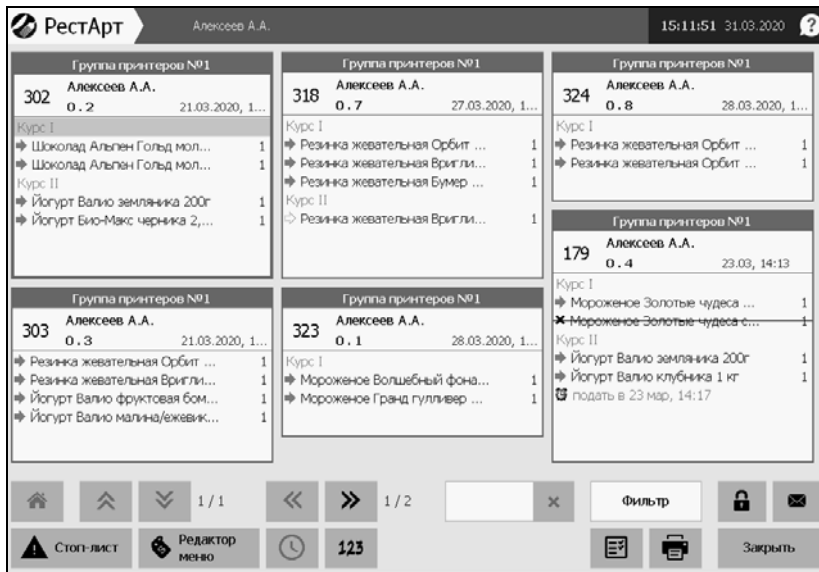 РестАрт
Алексеев А.А.
15:11:51 31.03.2020
?
Группа принтеров №1
302
Алексеев А.А.
0.2
21.03.2020, 1...
Курс I
Шоколад Альпен Гольд мол... 1
Шоколад Альпен Гольд мол... 1
Курс II
Йогурт Валио земляника 200г 1
Йогурт Био-Макс черника 2,... 1
Группа принтеров №1
303
Алексеев А.А.
0.3
21.03.2020, 1...
Резинка жевательная Орбит ... 1
Резинка жевательная Вригли... 1
Йогурт Валио фруктовая бом... 1
Йогурт Валио малина/ежевик... 1
Группа принтеров №1
318
Алексеев А.А.
0.7
27.03.2020, 1...
Курс I
Резинка жевательная Орбит ... 1
Резинка жевательная Вригли... 1
Резинка жевательная Бумер ... 1
Курс II
Резинка жевательная Вригли... 1
Группа принтеров №1
323
Алексеев А.А.
0.1
28.03.2020, 1...
Курс I
Мороженое Волшебный фона... 1
Мороженое Гранд гулливер ... 1
Группа принтеров №1
324
Алексеев А.А.
0.8
28.03.2020, 1...
Курс I
Резинка жевательная Орбит ... 1
Резинка жевательная Орбит ... 1
Группа принтеров №1
179
Алексеев А.А.
0.4
23.03, 14:13
Курс I
Мороженое Золотые чудеса ... 1
Мороженое Золотые чудеса с... 1
Курс II
Йогурт Валио земляника 200г 1
Йогурт Валио клубника 1 кг 1
подать в 23 мар, 14:17
1 / 1
1 / 2
Фильтр
Стоп-лист
Редактор
меню
123
Закрыть